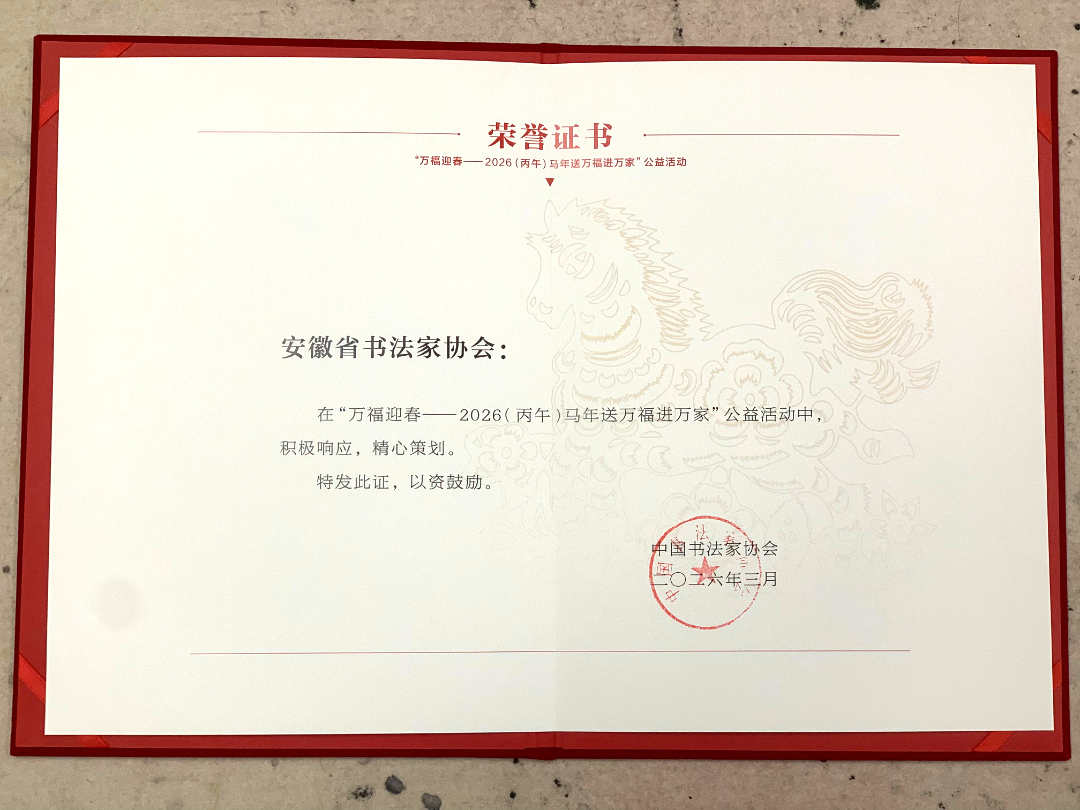 荣誉证书
“万福迎春——2026（丙午）马年送万福进万家”公益活动
安徽省书法家协会：
在“万福迎春——2026（丙午）马年送万福进万家”公益活动中，
积极响应，精心策划。
特发此证，以资鼓励。
中国书法家协会
二〇二六年三月